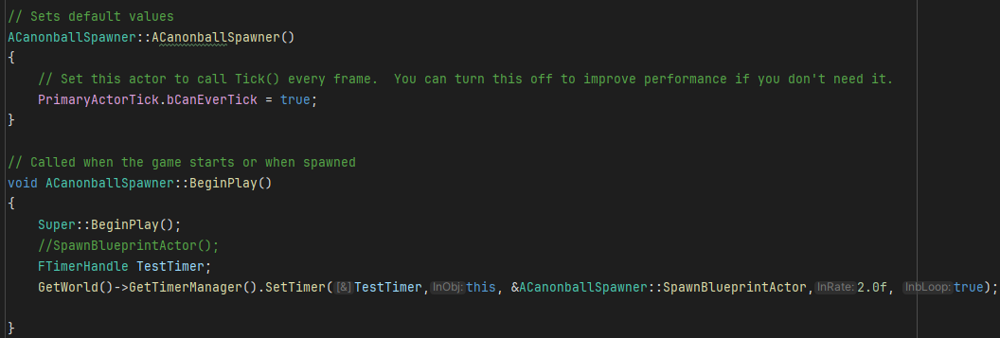 // Sets default values
ACanonballSpawner::ACanonballSpawner()
{
    // Set this actor to call Tick() every frame.  You can turn this off to improve performance if you don't need it.
    PrimaryActorTick.bCanEverTick = true;
}

// Called when the game starts or when spawned
void ACanonballSpawner::BeginPlay()
{
    Super::BeginPlay();
    //SpawnBlueprintActor();
    FTimerHandle TestTimer;
    GetWorld()->GetTimerManager().SetTimer([&]TestTimer,InObj:this, &ACanonballSpawner::SpawnBlueprintActor,InRate:2.0f, InbLoop:true);

}